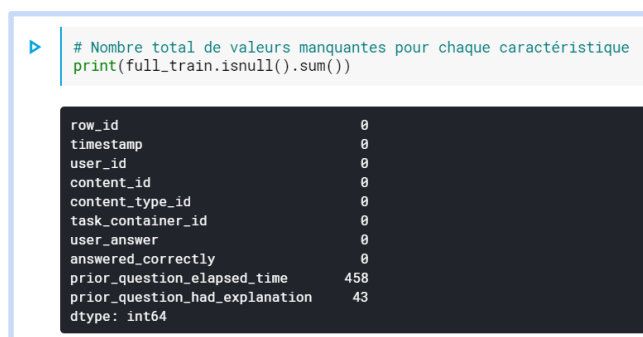 # Nombre total de valeurs manquantes pour chaque caractéristique
print(full_train.isnull().sum())
row_id 0
timestamp 0
user_id 0
content_id 0
content_type_id 0
task_container_id 0
user_answer 0
answered_correctly 0
prior_question_elapsed_time 458
prior_question_had_explanation 43
dtype: int64